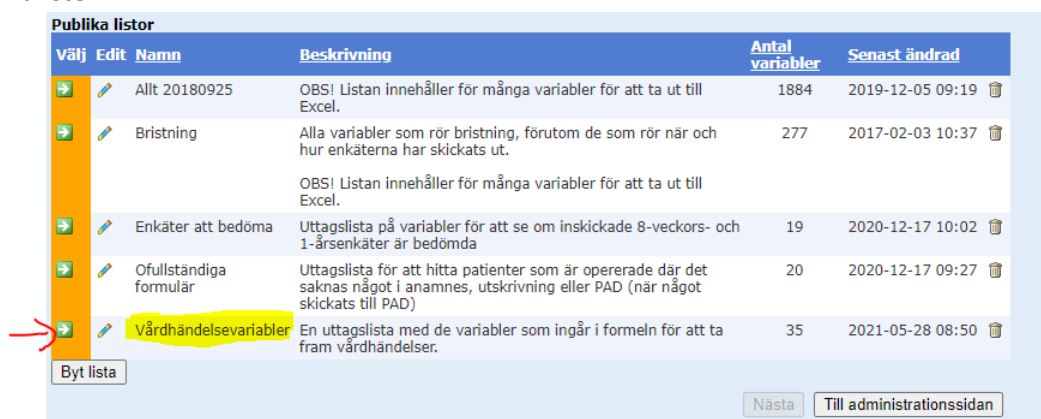 Publika listor
Välj Edit Namn Beskrivning Antal variabler Senast ändrad
Allt 20180925 OBS! Listan innehåller för många variabler för att ta ut till 1884 2019-12-05 09:19
Excel.
Bristning Alla variabler som rör bristning, förutom de som rör när och 277 2017-02-03 10:37
hur enkäterna har skickats ut.
OBS! Listan innehåller för många variabler för att ta ut till
Excel.
Enkäter att bedöma Uttagslista på variabler för att se om inskickade 8-veckors- och 19 2020-12-17 10:02
1-årsenkäter är bedömda
Ofullständiga Uttagslista för att hitta patienter som är opererade där det 20 2020-12-17 09:27
formulär saknas något i anamnes, utskrivning eller PAD (när något
skickats till PAD)
Vårdhändelsevariabler En uttagslista med de variabler som ingår i formeln för att ta 35 2021-05-28 08:50
fram vårdhändelser.
Byt lista
Nästa Till administrationssidan